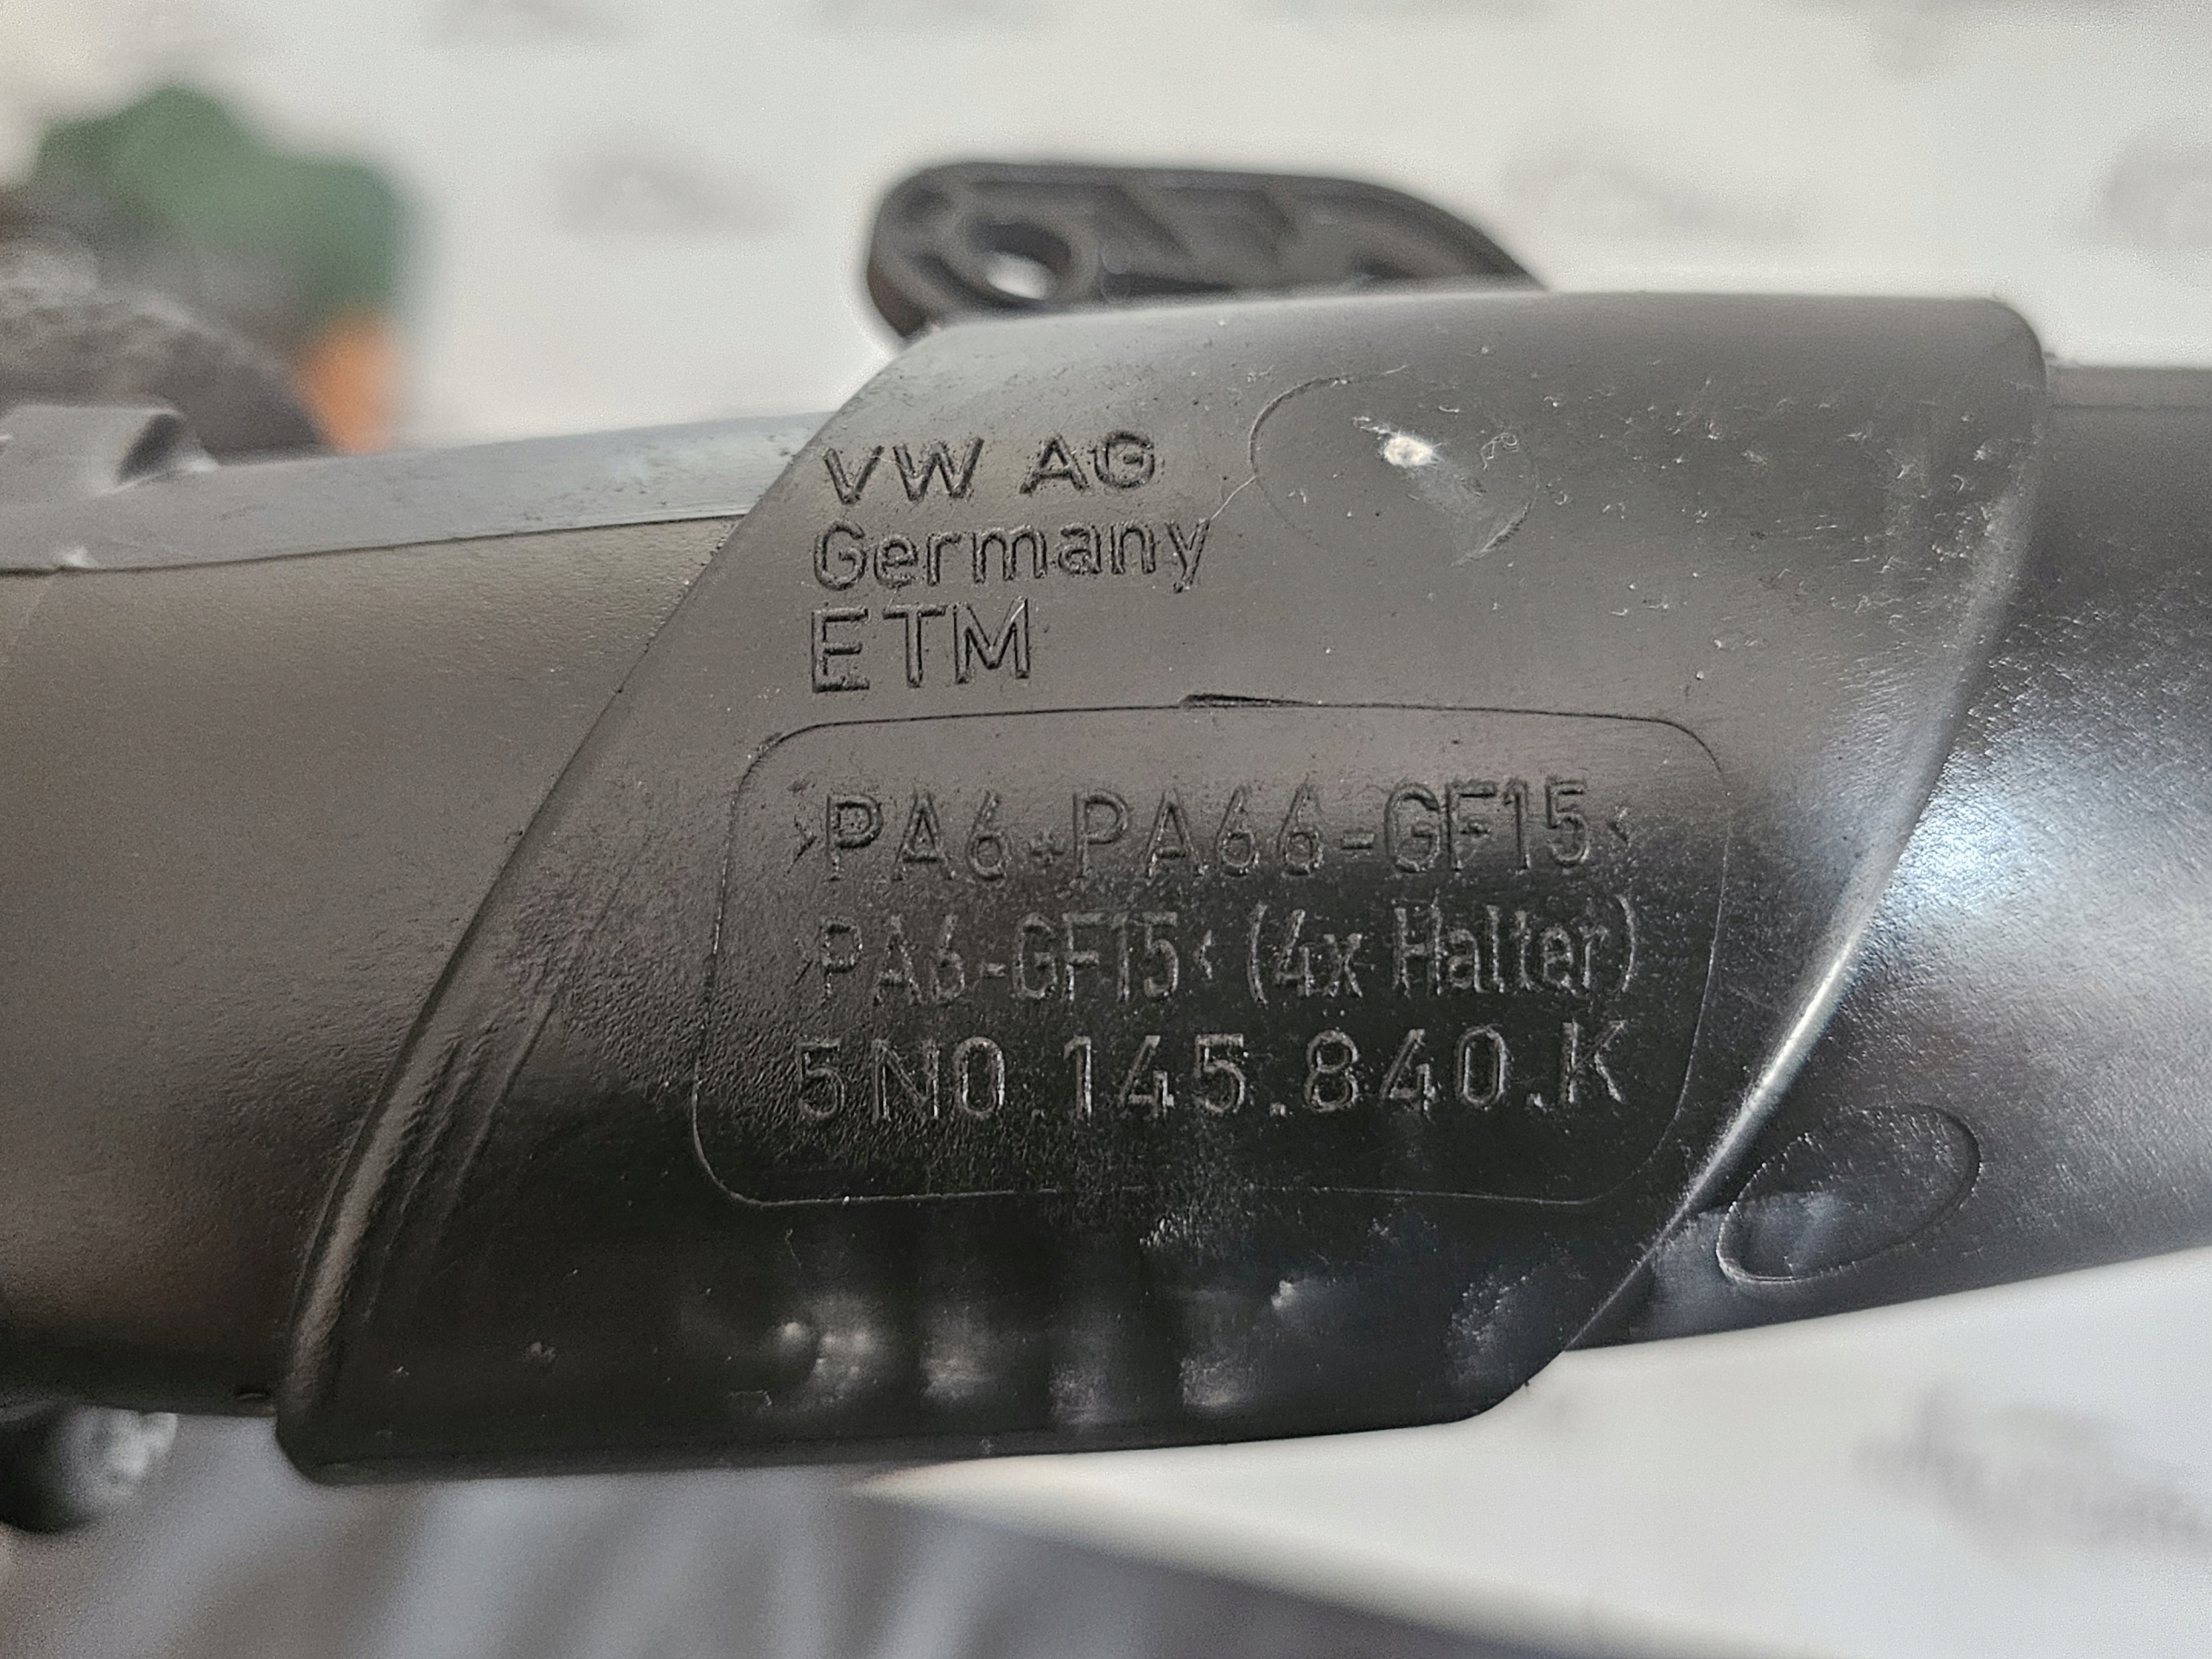 VW AG
Germany
ETM
>PA6+PA66-GF15<
>PA6-GF15< (4x Halter)
5N0.145.840.K